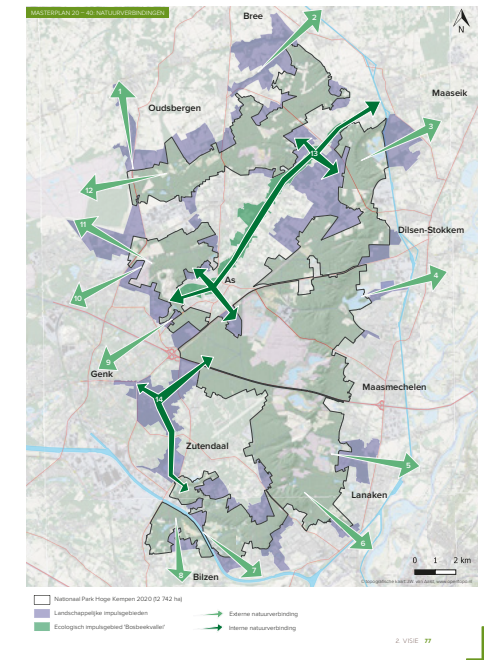 MASTERPLAN 20 – 40: NATUURVERBINDINGEN
Bree
2
N
1
Maaseik
Oudsbergen
3
13
12
11
Dilsen-Stokkem
4
As
10
9
Genk
Maasmechelen
14
Zutendaal
5
Lanaken
6
7
8
Bilzen
0 1 2 km
Nationaal Park Hoge Kempen 2020 (12 742 ha)
Landschappelijke impulsgebieden
Externe natuurverbinding
Ecologisch impulsgebied 'Bosbeekvallei'
Interne natuurverbinding
2. VISIE 77